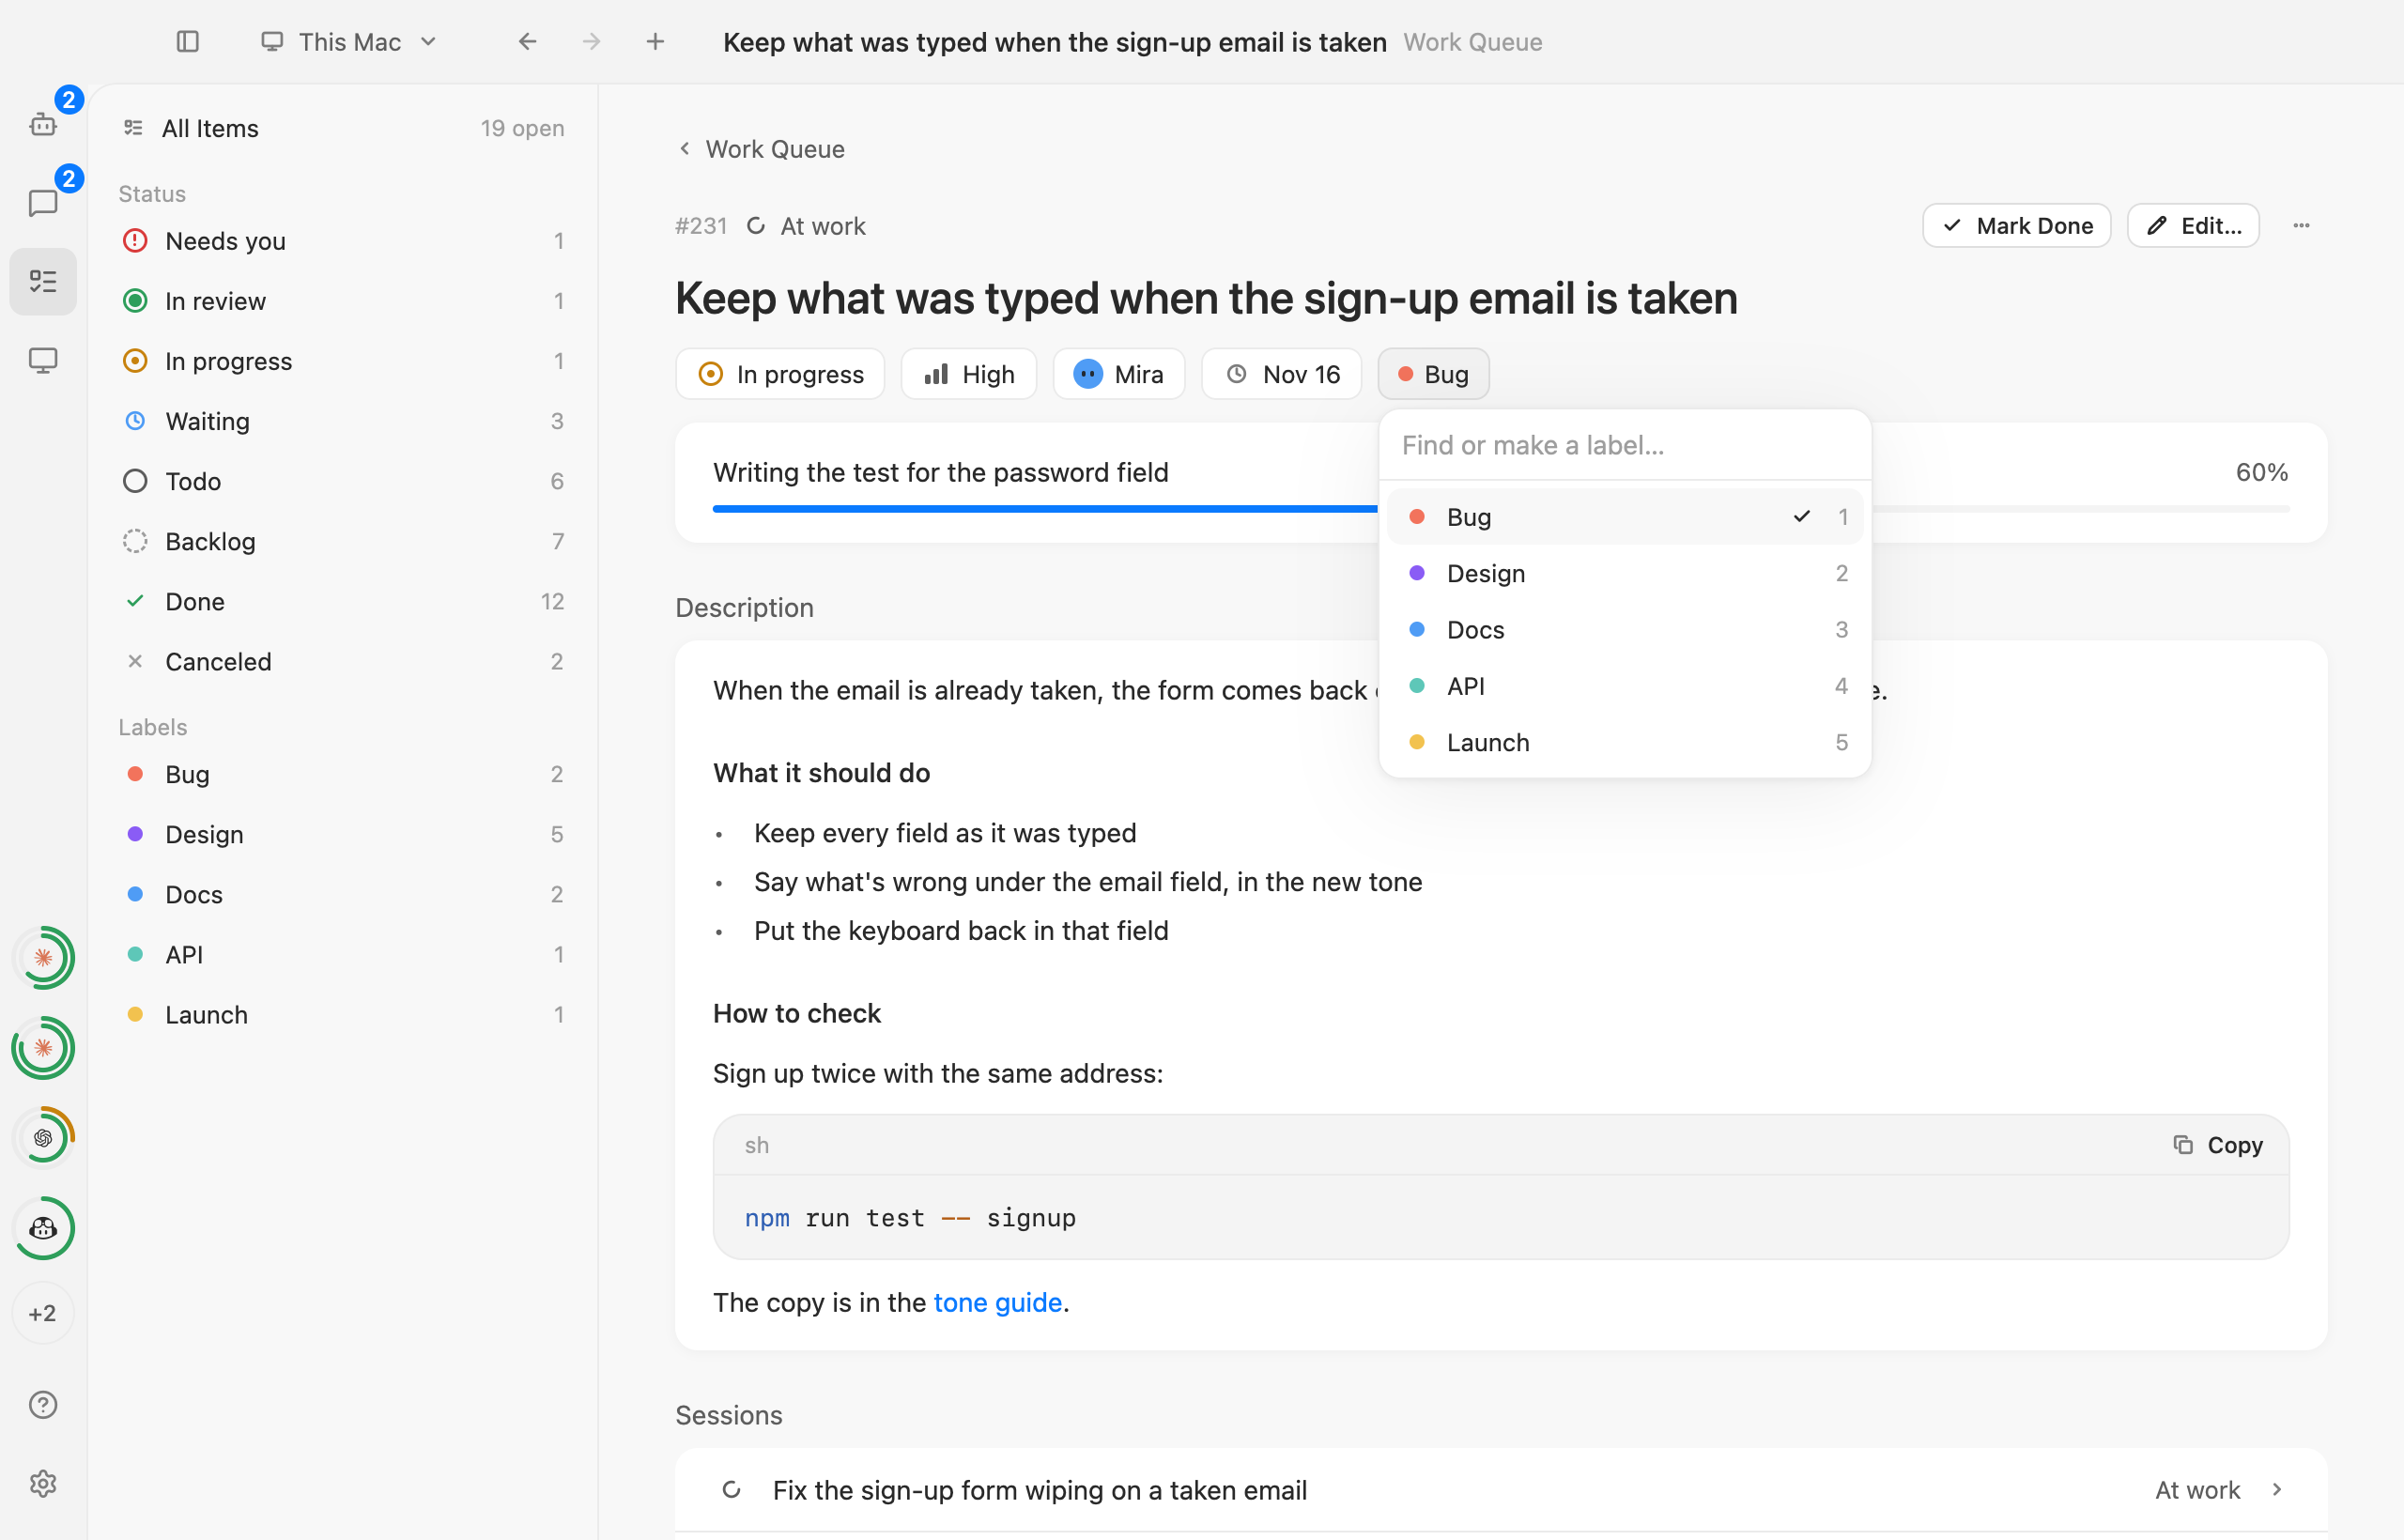 This Mac
Keep what was typed when the sign-up email is taken Work Queue
2
2
+2
All Items 19 open
Status
Needs you 1
In review 1
In progress 1
Waiting 3
Todo 6
Backlog 7
Done 12
Canceled 2
Labels
Bug 2
Design 5
Docs 2
API 1
Launch 1
Work Queue
#231 At work
Mark Done Edit... ...
Keep what was typed when the sign-up email is taken
In progress High Mira Nov 16 Bug
Find or make a label...
Bug 1
Design 2
Docs 3
API 4
Launch 5
Writing the test for the password field 60%
Description
When the email is already taken, the form comes back
What it should do
• Keep every field as it was typed
• Say what's wrong under the email field, in the new tone
• Put the keyboard back in that field
How to check
Sign up twice with the same address:
sh Copy
npm run test -- signup
The copy is in the tone guide.
Sessions
Fix the sign-up form wiping on a taken email At work